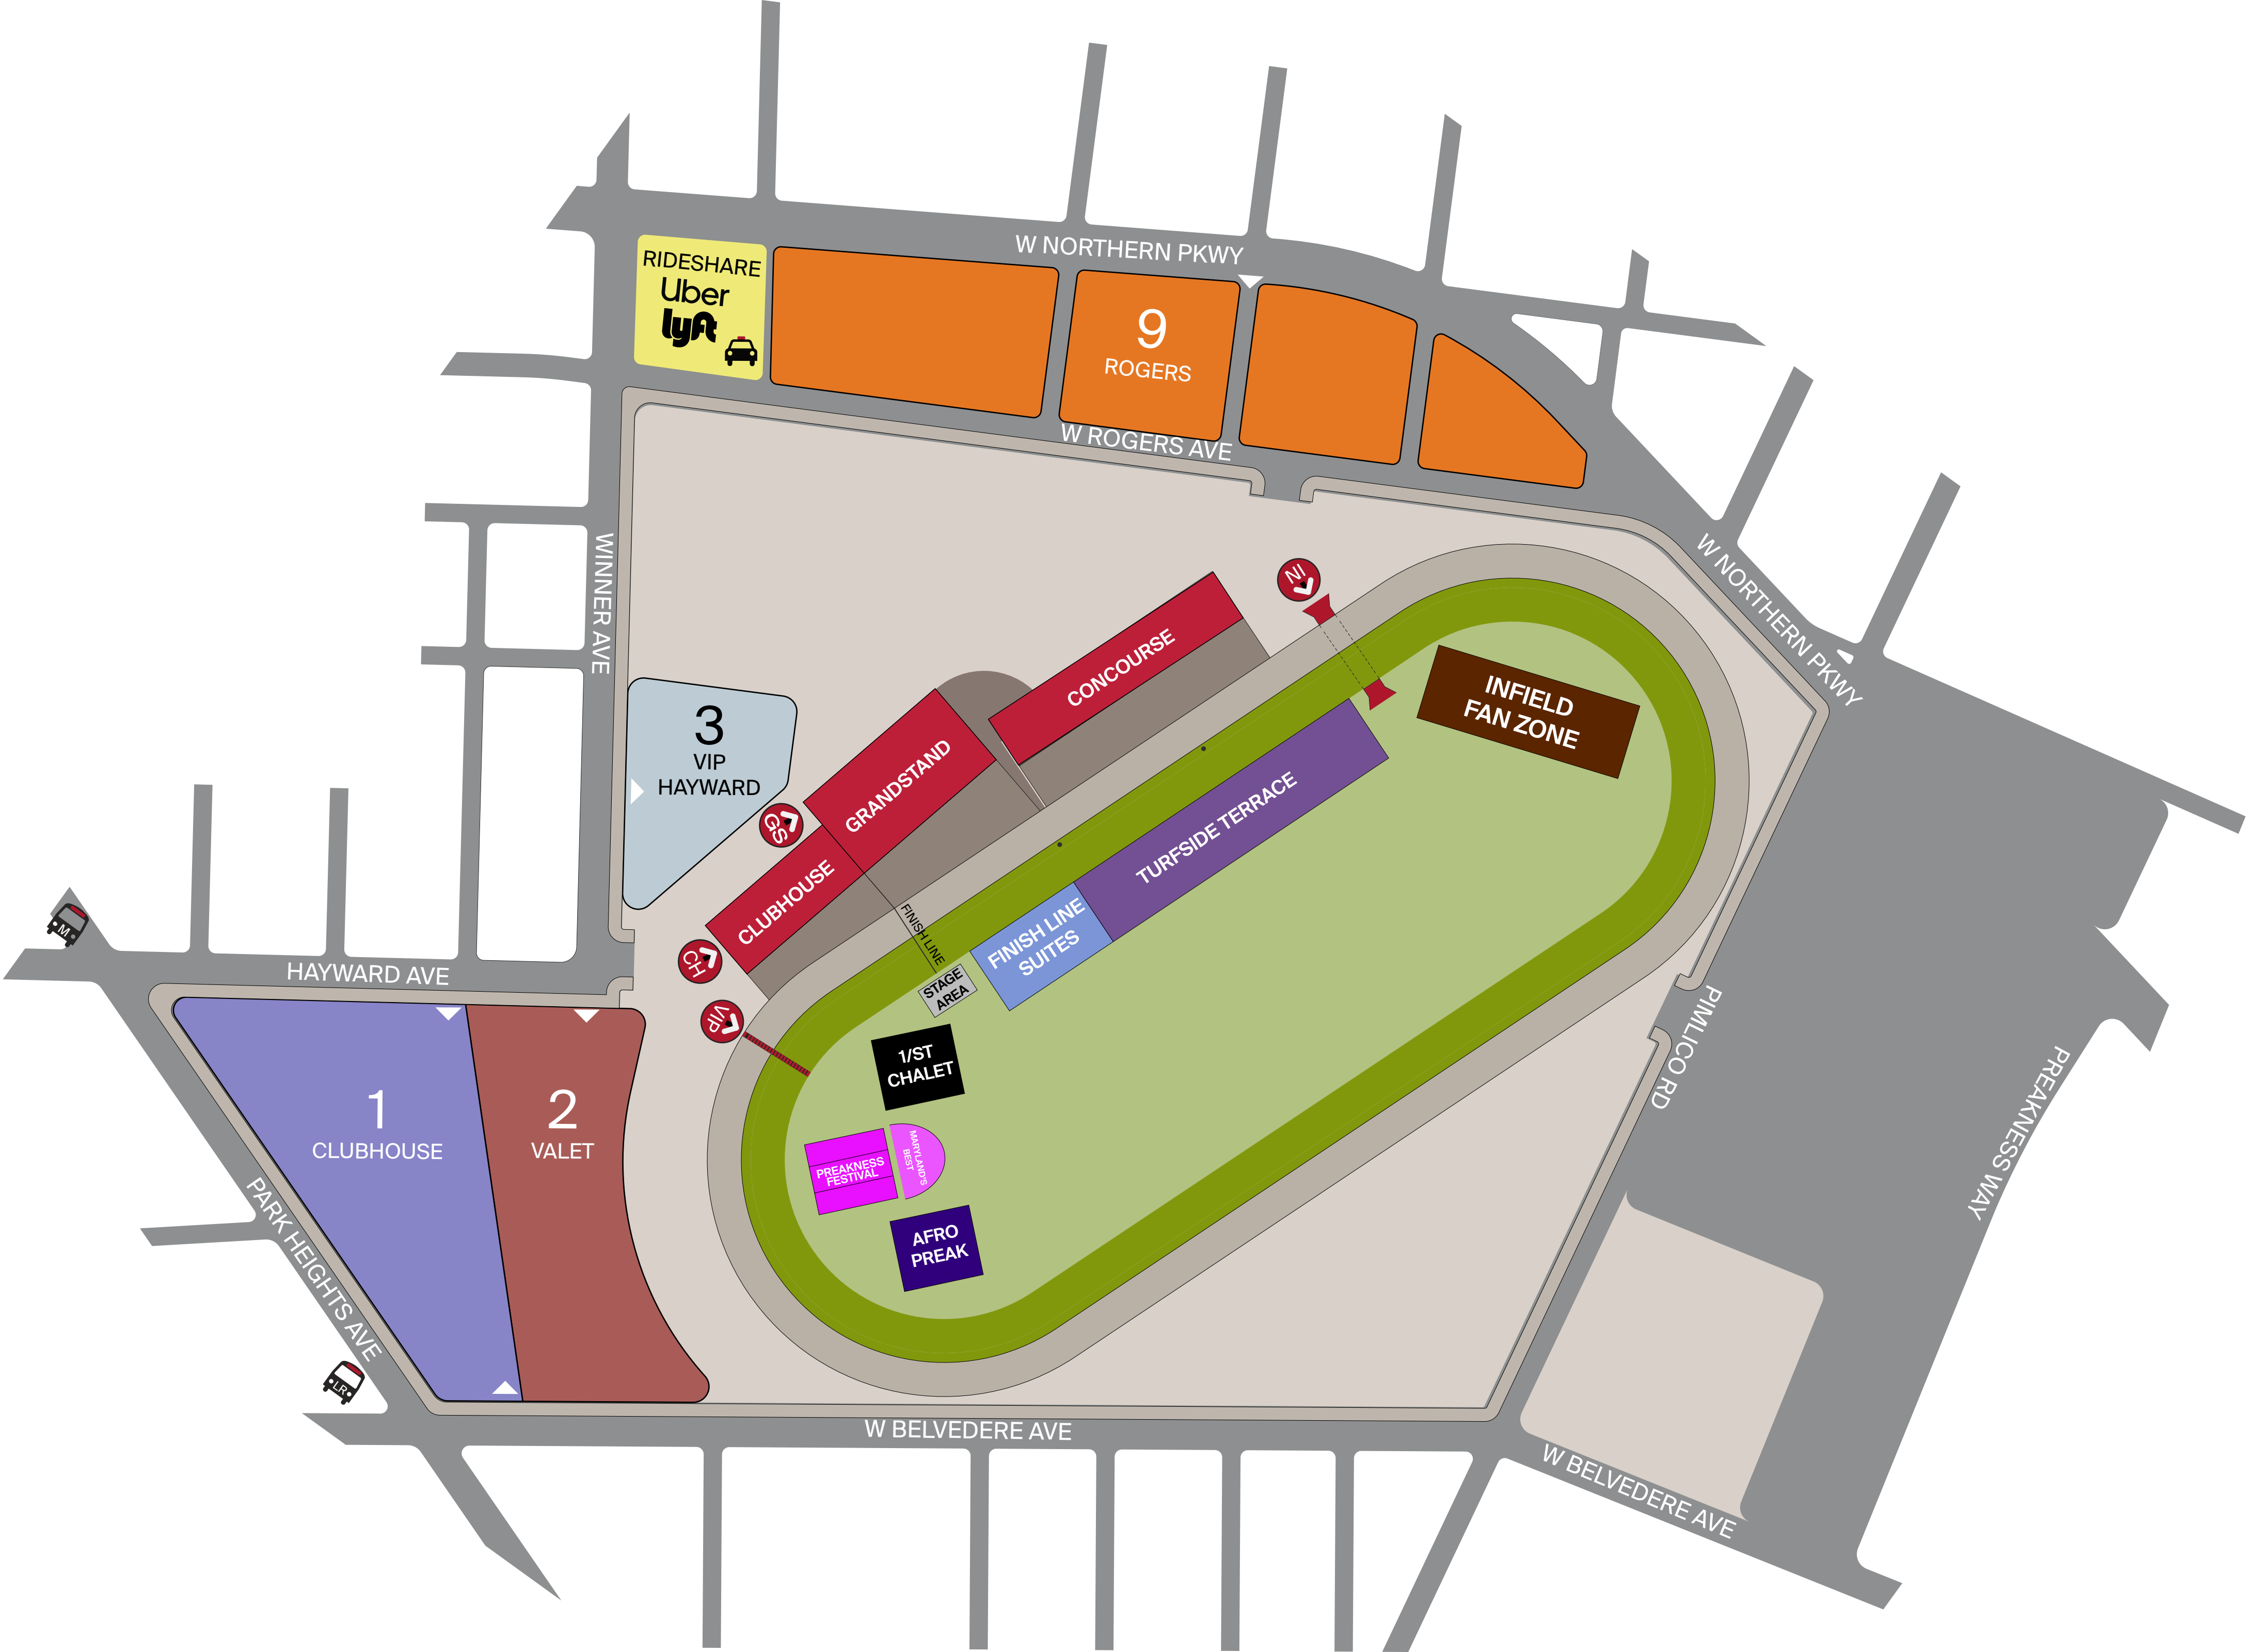 W NORTHERN PKWY
RIDESHARE
Uber
lyft
9
ROGERS
W ROGERS AVE
W NORTHERN PKWY
WINNER AVE
NI
CONCOURSE
INFIELD
FAN ZONE
3
VIP
HAYWARD
GRANDSTAND
GS
TURFSIDE TERRACE
CLUBHOUSE
CH
FINISH LINE
FINISH LINE
SUITES
STAGE
AREA
VIP
M
HAYWARD AVE
1/ST
CHALET
PIMLICO RD
PREAKNESS WAY
1
CLUBHOUSE
2
VALET
PREAKNESS
FESTIVAL
MARYLAND'S
BEST
AFRO
PREAK
PARK HEIGHTS AVE
LR
W BELVEDERE AVE
W BELVEDERE AVE